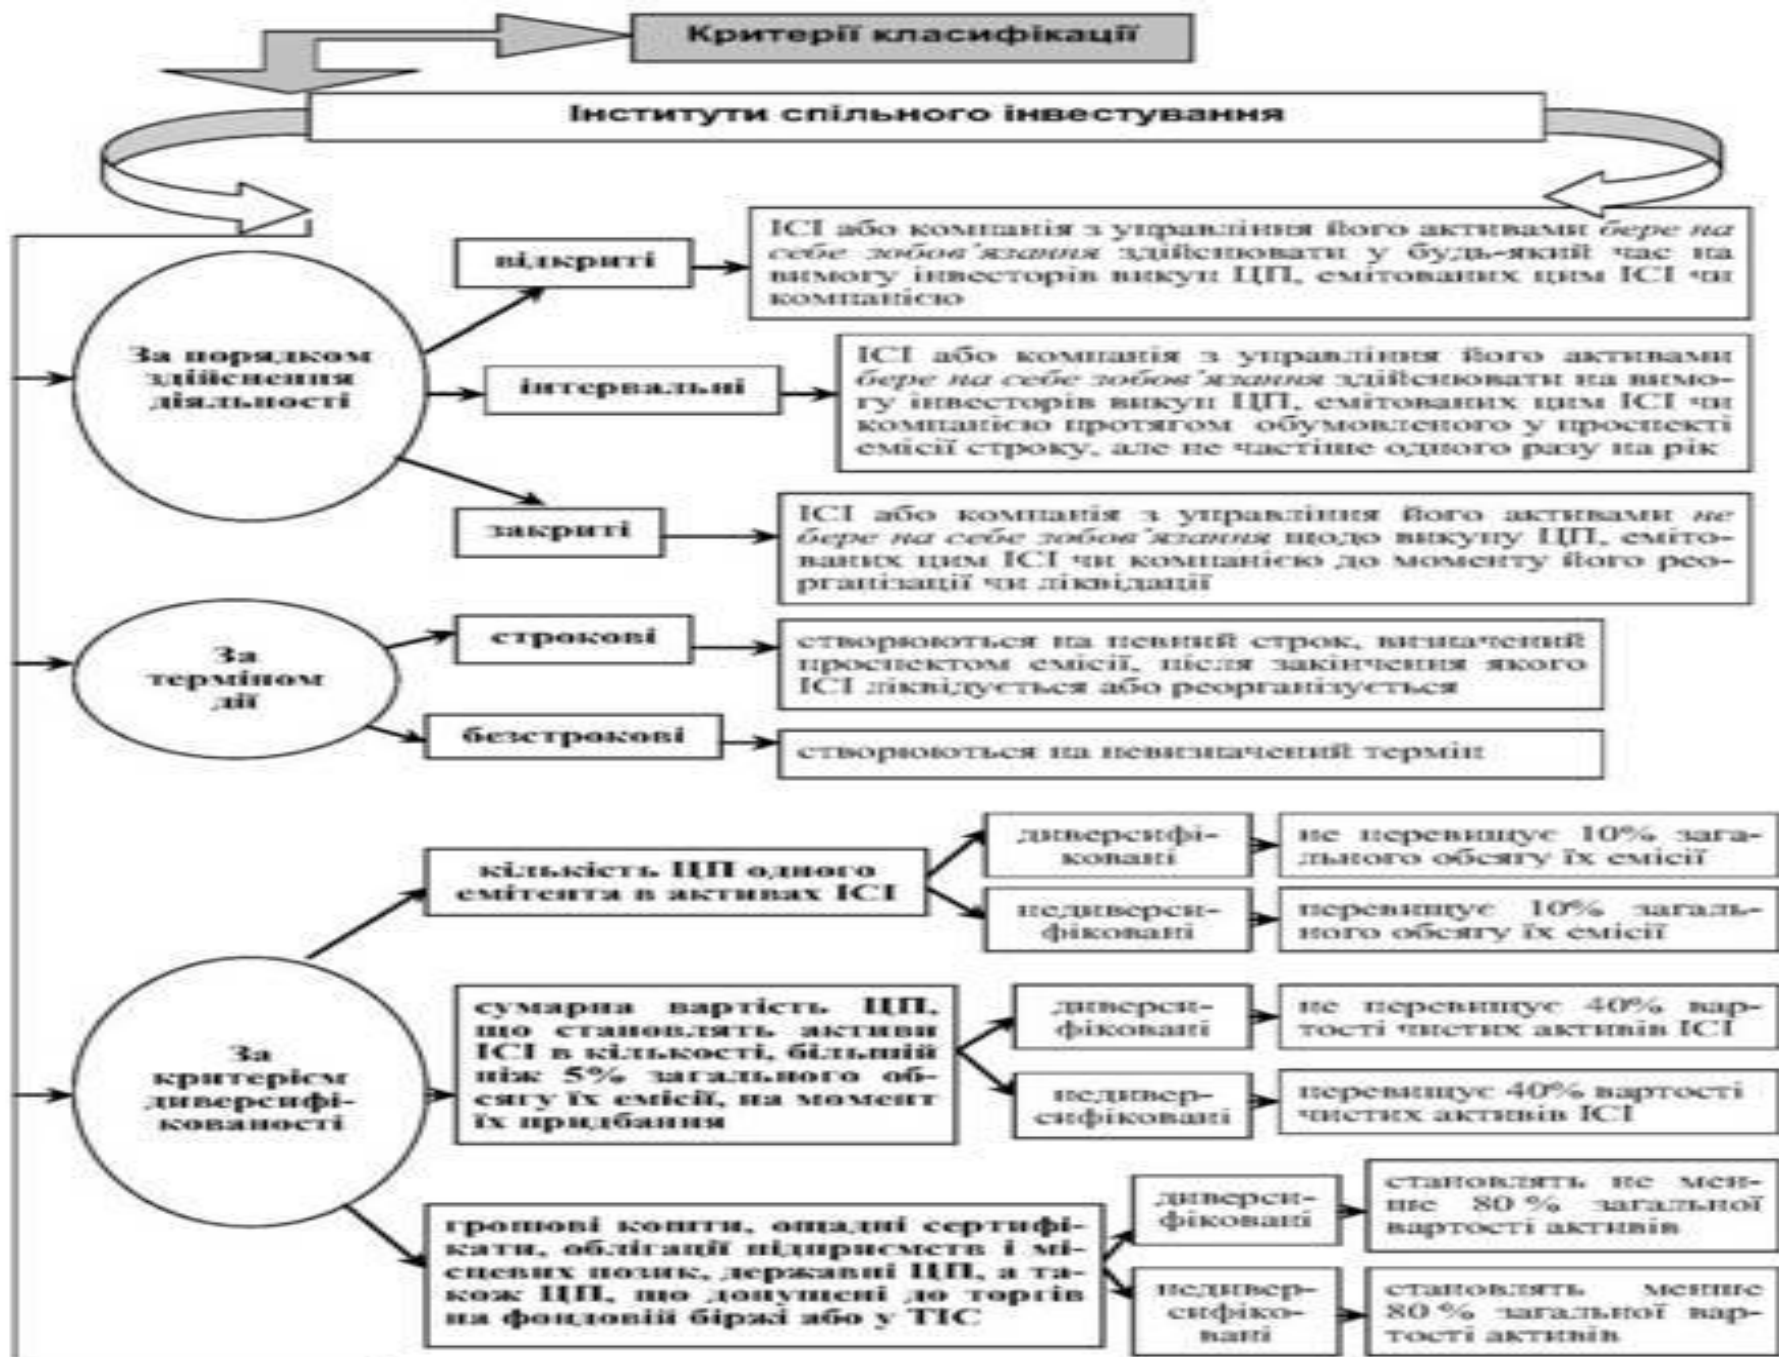 Критерії класифікації
Інститути спільного інвестування
За порядком
здійснення
діяльності
відкриті
ІСІ або компанія з управління його активами бере на
себе зобов’язання здійснювати у будь-який час на
вимогу інвесторів викуп ЦП, емітованих цим ІСІ чи
компанією
інтервальні
ІСІ або компанія з управління його активами
бере на себе зобов’язання здійснювати на вимо-
гу інвесторів викуп ЦП, емітованих цим ІСІ чи
компанією протягом обумовленого у проспекті
емісії строку, але не частіше одного разу на рік
закриті
ІСІ або компанія з управління його активами не
бере на себе зобов’язання щодо викупу ЦП, еміто-
ваних цим ІСІ чи компанією до моменту його рео-
рганізації чи ліквідації
За
терміном
дії
строкові
створюються на певний строк, визначений
проспектом емісії, після закінчення якого
ІСІ ліквідується або реорганізується
безстрокові
створюються на невизначений термін
За
критерієм
диверсифі-
кованості
кількість ЦП одного
емітента в активах ІСІ
диверсифі-
ковані
не перевищує 10% зага-
льного обсягу їх емісії
недиверси-
фіковані
перевищує 10% загаль-
ного обсягу їх емісії
сумарна вартість ЦП,
що становлять активи
ІСІ в кількості, більшій
ніж 5% загального об-
сягу їх емісії, на момент
їх придбання
диверси-
фіковані
не перевищує 40% вар-
тості чистих активів ІСІ
недивер-
сифіковані
перевищує 40% вартості
чистих активів ІСІ
грошові кошти, ощадні сертифі-
кати, облігації підприємств і мі-
сцевих позик, державні ЦП, а та-
кож ЦП, що допущені до торгів
на фондовій біржі або у ТІС
диверси-
фіковані
становлять не мен-
ше 80 % загальної
вартості активів
недивер-
сифіко-
вані
становлять менше
80 % загальної вар-
тості активів